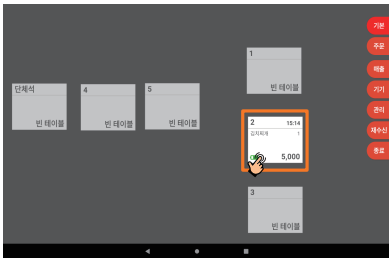 기본
주문
매출
기기
관리
재수신
종료
1
빈 테이블
단체석
빈 테이블
4
빈 테이블
5
빈 테이블
2 15:14
김치찌개 1
5,000
3
빈 테이블